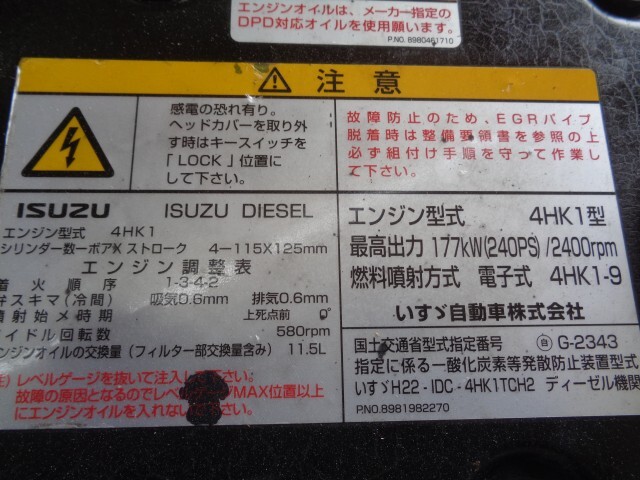 エンジンオイルは、メーカー指定の
DPD対応オイルを使用願います。
P.NO. 8980461710
注意
感電の恐れ有り。
ヘッドカバーを取り外
す時はキースイッチを
「LOCK」位置に
して下さい。
故障防止のため、EGRパイプ
脱着時は整備要領書を参照の上
必ず組付け手順を守って作業し
て下さい。
ISUZU ISUZU DIESEL
エンジン型式 4HK1
シリンダー数ーボアX ストローク 4ー115X125mm
エンジン調整表
着火順序 1-3-4-2
弁スキマ(冷間) 吸気0.6mm 排気0.6mm
噴射始メ時期 上死点前 0°
アイドル回転数 580rpm
エンジンオイルの交換量(フィルター部交換量含み) 11.5L
注) レベルゲージを抜いて注入して下さい。
故障の原因となるのでレベルゲージMAX位置以上
にエンジンオイルを入れないで下さい。
エンジン型式 4HK1型
最高出力 177kW(240PS)/2400rpm
燃料噴射方式 電子式 4HK1-9
いすゞ自動車株式会社
国土交通省型式指定番号 自 G-2343
指定に係る一酸化炭素等発散防止装置型式
いすゞH22-IDC-4HK1TCH2 ディーゼル機関
P.NO.8981982270